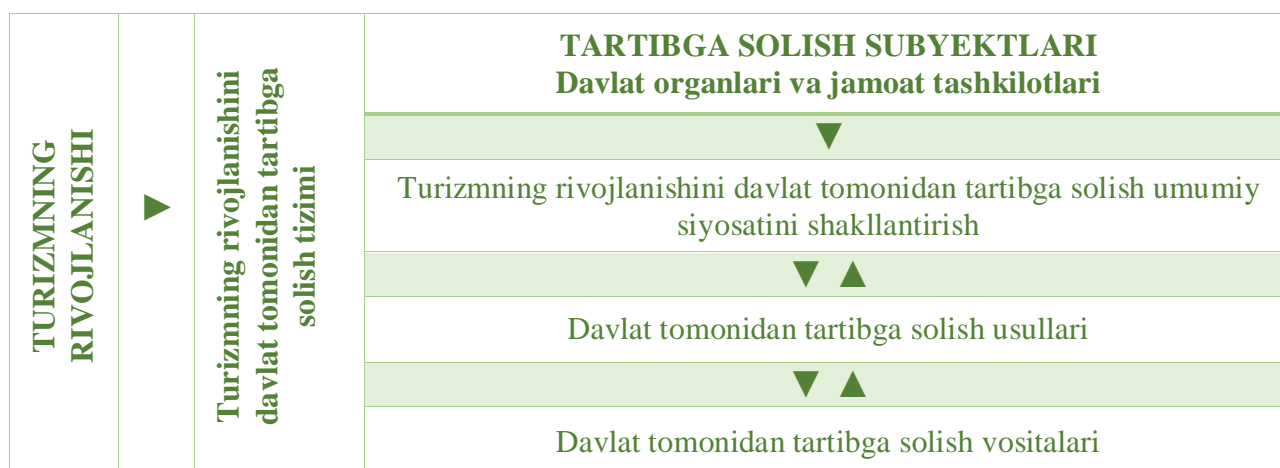 TURIZMNING
RIVOJLANISHI
►
Turizmning rivojlanishini
davlat tomonidan tartibga
solish tizimi
TARTIBGA SOLISH SUBYEKTLARI
Davlat organlari va jamoat tashkilotlari
▼
Turizmning rivojlanishini davlat tomonidan tartibga solish umumiy
siyosatini shakllantirish
▼ ▲
Davlat tomonidan tartibga solish usullari
▼ ▲
Davlat tomonidan tartibga solish vositalari